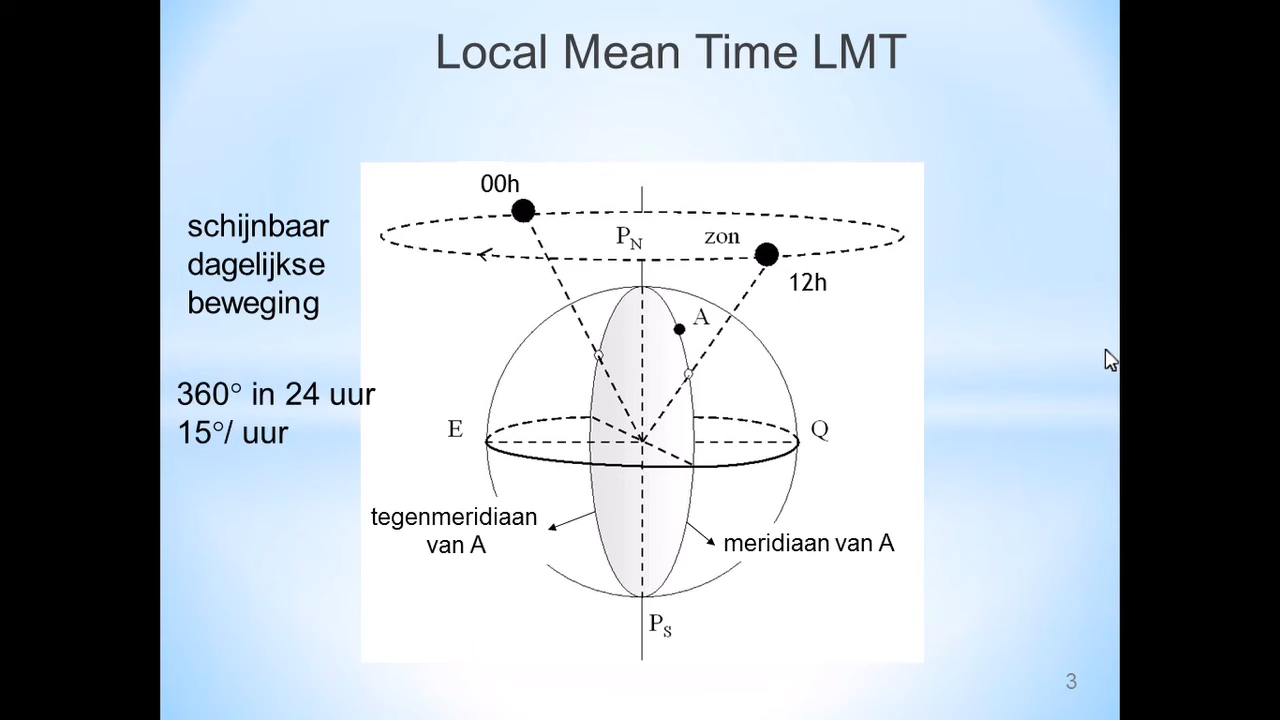 Local Mean Time LMT
schijnbaar
dagelijkse
beweging
360° in 24 uur
15°/ uur
00h
P_N
zon
12h
A
E
Q
tegenmeridiaan
van A
meridiaan van A
P_S
3